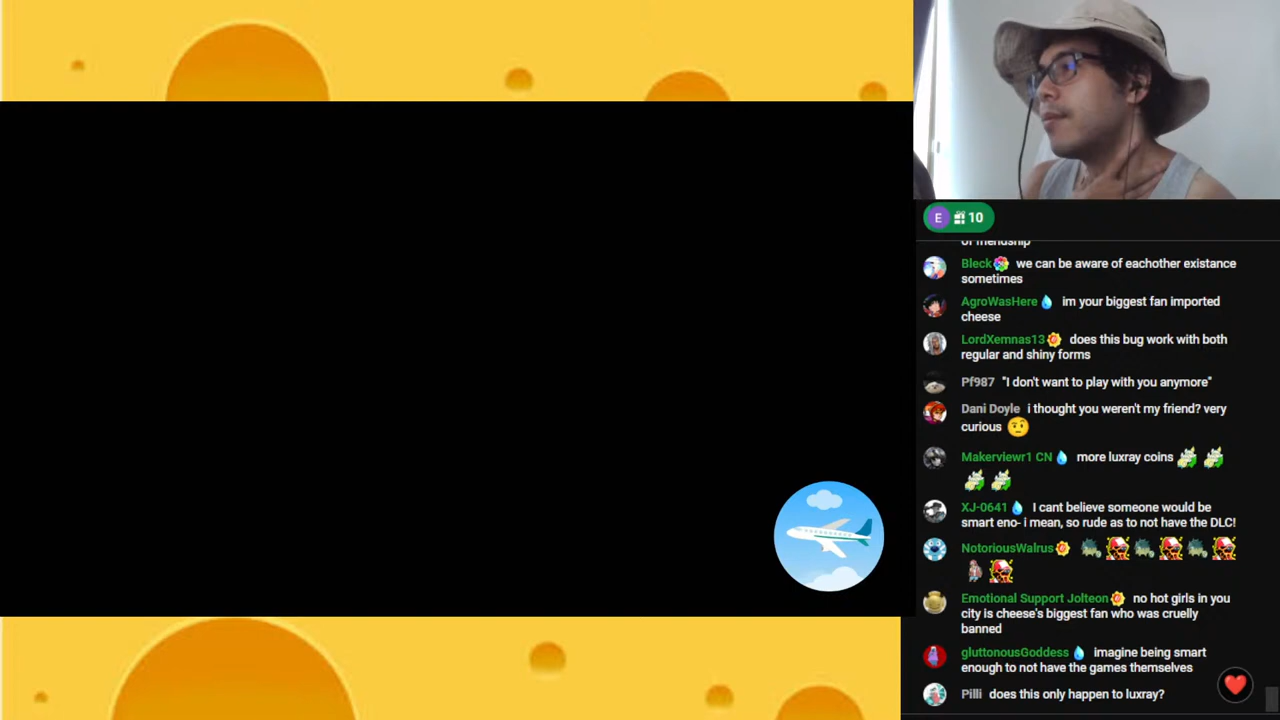 E 10
of friendship
Bleck we can be aware of eachother existance
sometimes
AgroWasHere im your biggest fan imported
cheese
LordXemnas13 does this bug work with both
regular and shiny forms
Pf987 "I don't want to play with you anymore"
Dani Doyle i thought you weren't my friend? very
curious 🤨
Makerviewr1 CN more luxray coins
XJ-0641 I cant believe someone would be
smart eno- i mean, so rude as to not have the DLC!
NotoriousWalrus
Emotional Support Jolteon no hot girls in you
city is cheese's biggest fan who was cruelly
banned
gluttonousGoddess imagine being smart
enough to not have the games themselves
Pilli does this only happen to luxray?